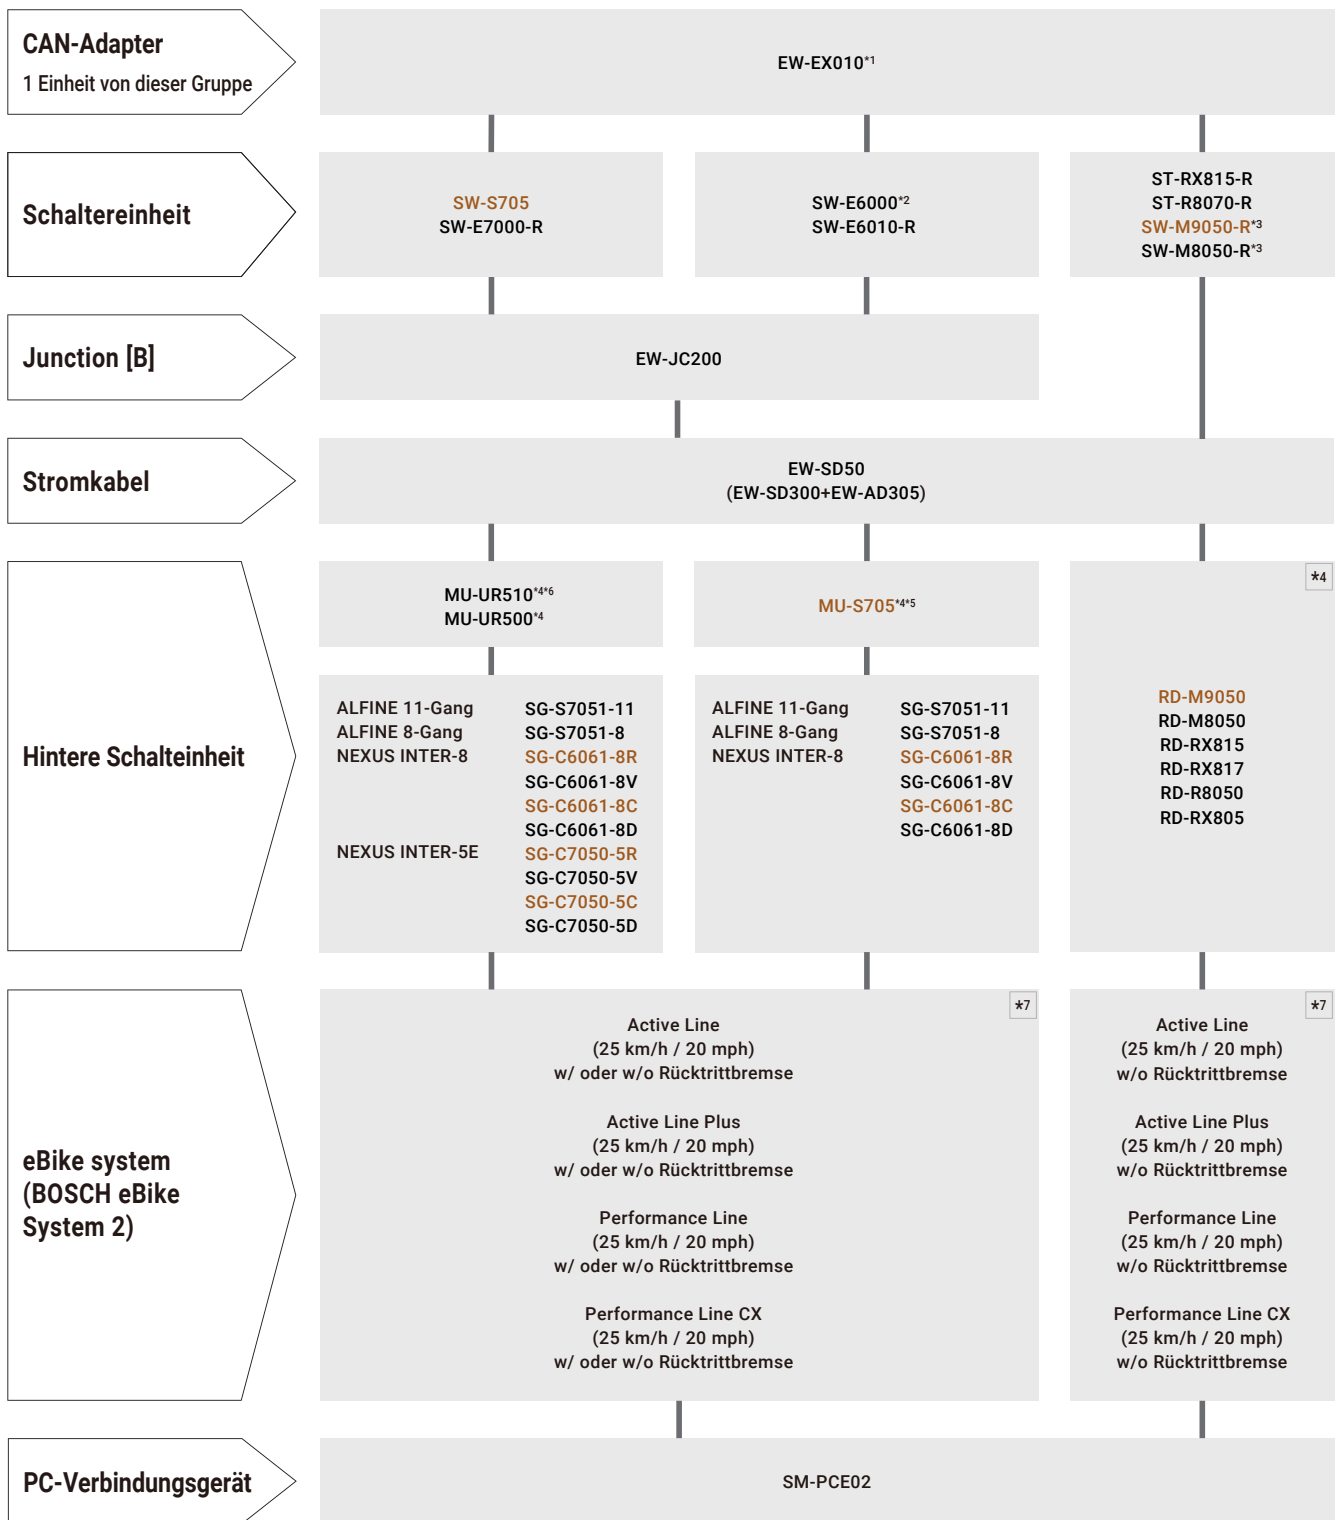 CAN-Adapter
1 Einheit von dieser Gruppe
EW-EX010*1
Schaltereinheit
SW-S705
SW-E7000-R
SW-E6000*2
SW-E6010-R
ST-RX815-R
ST-R8070-R
SW-M9050-R*3
SW-M8050-R*3
Junction [B]
EW-JC200
Stromkabel
EW-SD50
(EW-SD300+EW-AD305)
Hintere Schalteinheit
MU-UR510*4*6
MU-UR500*4
ALFINE 11-Gang SG-S7051-11
ALFINE 8-Gang SG-S7051-8
NEXUS INTER-8 SG-C6061-8R
SG-C6061-8V
SG-C6061-8C
SG-C6061-8D
NEXUS INTER-5E SG-C7050-5R
SG-C7050-5V
SG-C7050-5C
SG-C7050-5D
MU-S705*4*5
ALFINE 11-Gang SG-S7051-11
ALFINE 8-Gang SG-S7051-8
NEXUS INTER-8 SG-C6061-8R
SG-C6061-8V
SG-C6061-8C
SG-C6061-8D
*4
RD-M9050
RD-M8050
RD-RX815
RD-RX817
RD-R8050
RD-RX805
eBike system
(BOSCH eBike
System 2)
*7
Active Line
(25 km/h / 20 mph)
w/ oder w/o Rücktrittbremse
Active Line Plus
(25 km/h / 20 mph)
w/ oder w/o Rücktrittbremse
Performance Line
(25 km/h / 20 mph)
w/ oder w/o Rücktrittbremse
Performance Line CX
(25 km/h / 20 mph)
w/ oder w/o Rücktrittbremse
*7
Active Line
(25 km/h / 20 mph)
w/o Rücktrittbremse
Active Line Plus
(25 km/h / 20 mph)
w/o Rücktrittbremse
Performance Line
(25 km/h / 20 mph)
w/o Rücktrittbremse
Performance Line CX
(25 km/h / 20 mph)
w/o Rücktrittbremse
PC-Verbindungsgerät
SM-PCE02